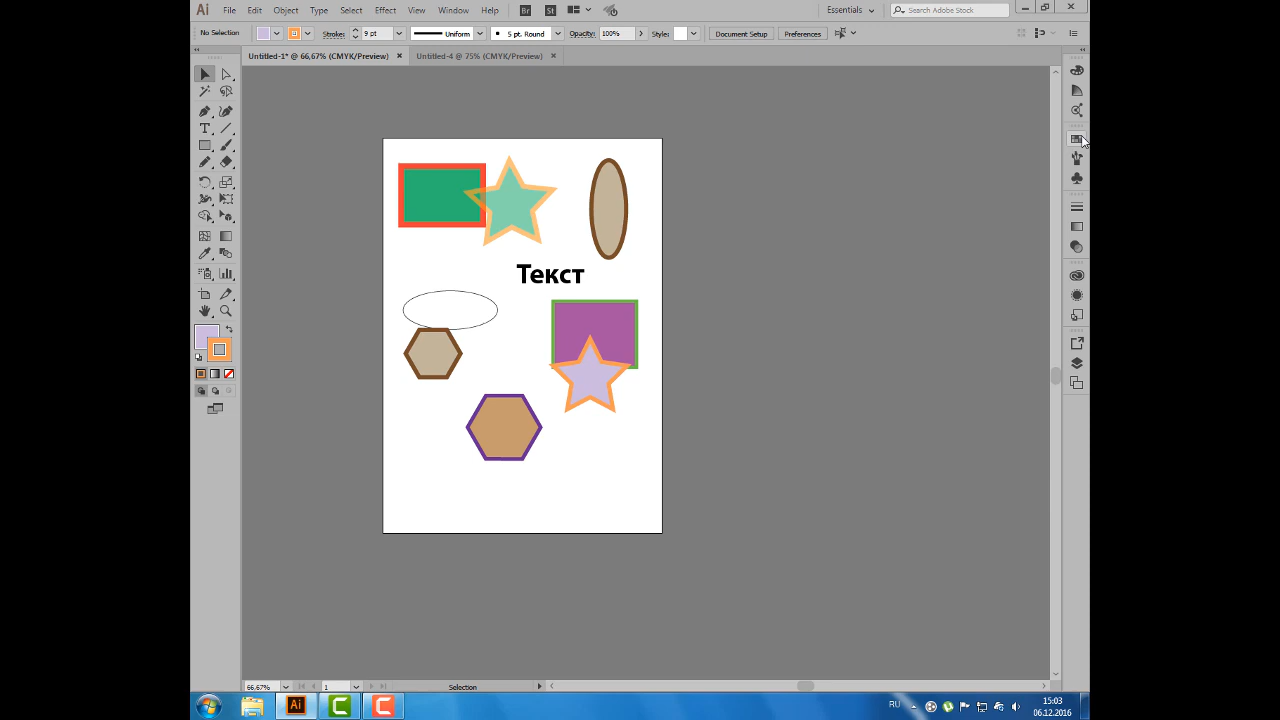 Ai File Edit Object Type Select Effect View Window Help Br St Essentials Search Adobe Stock
No Selection Stroke: 9 pt Uniform 5 pt. Round Opacity: 100% Style: Document Setup Preferences
Untitled-1* @ 66,67% (CMYK/Preview) Untitled-4 @ 75% (CMYK/Preview)
Текст
66,67% 1 Selection
Ai RU 15:03
06.12.2016